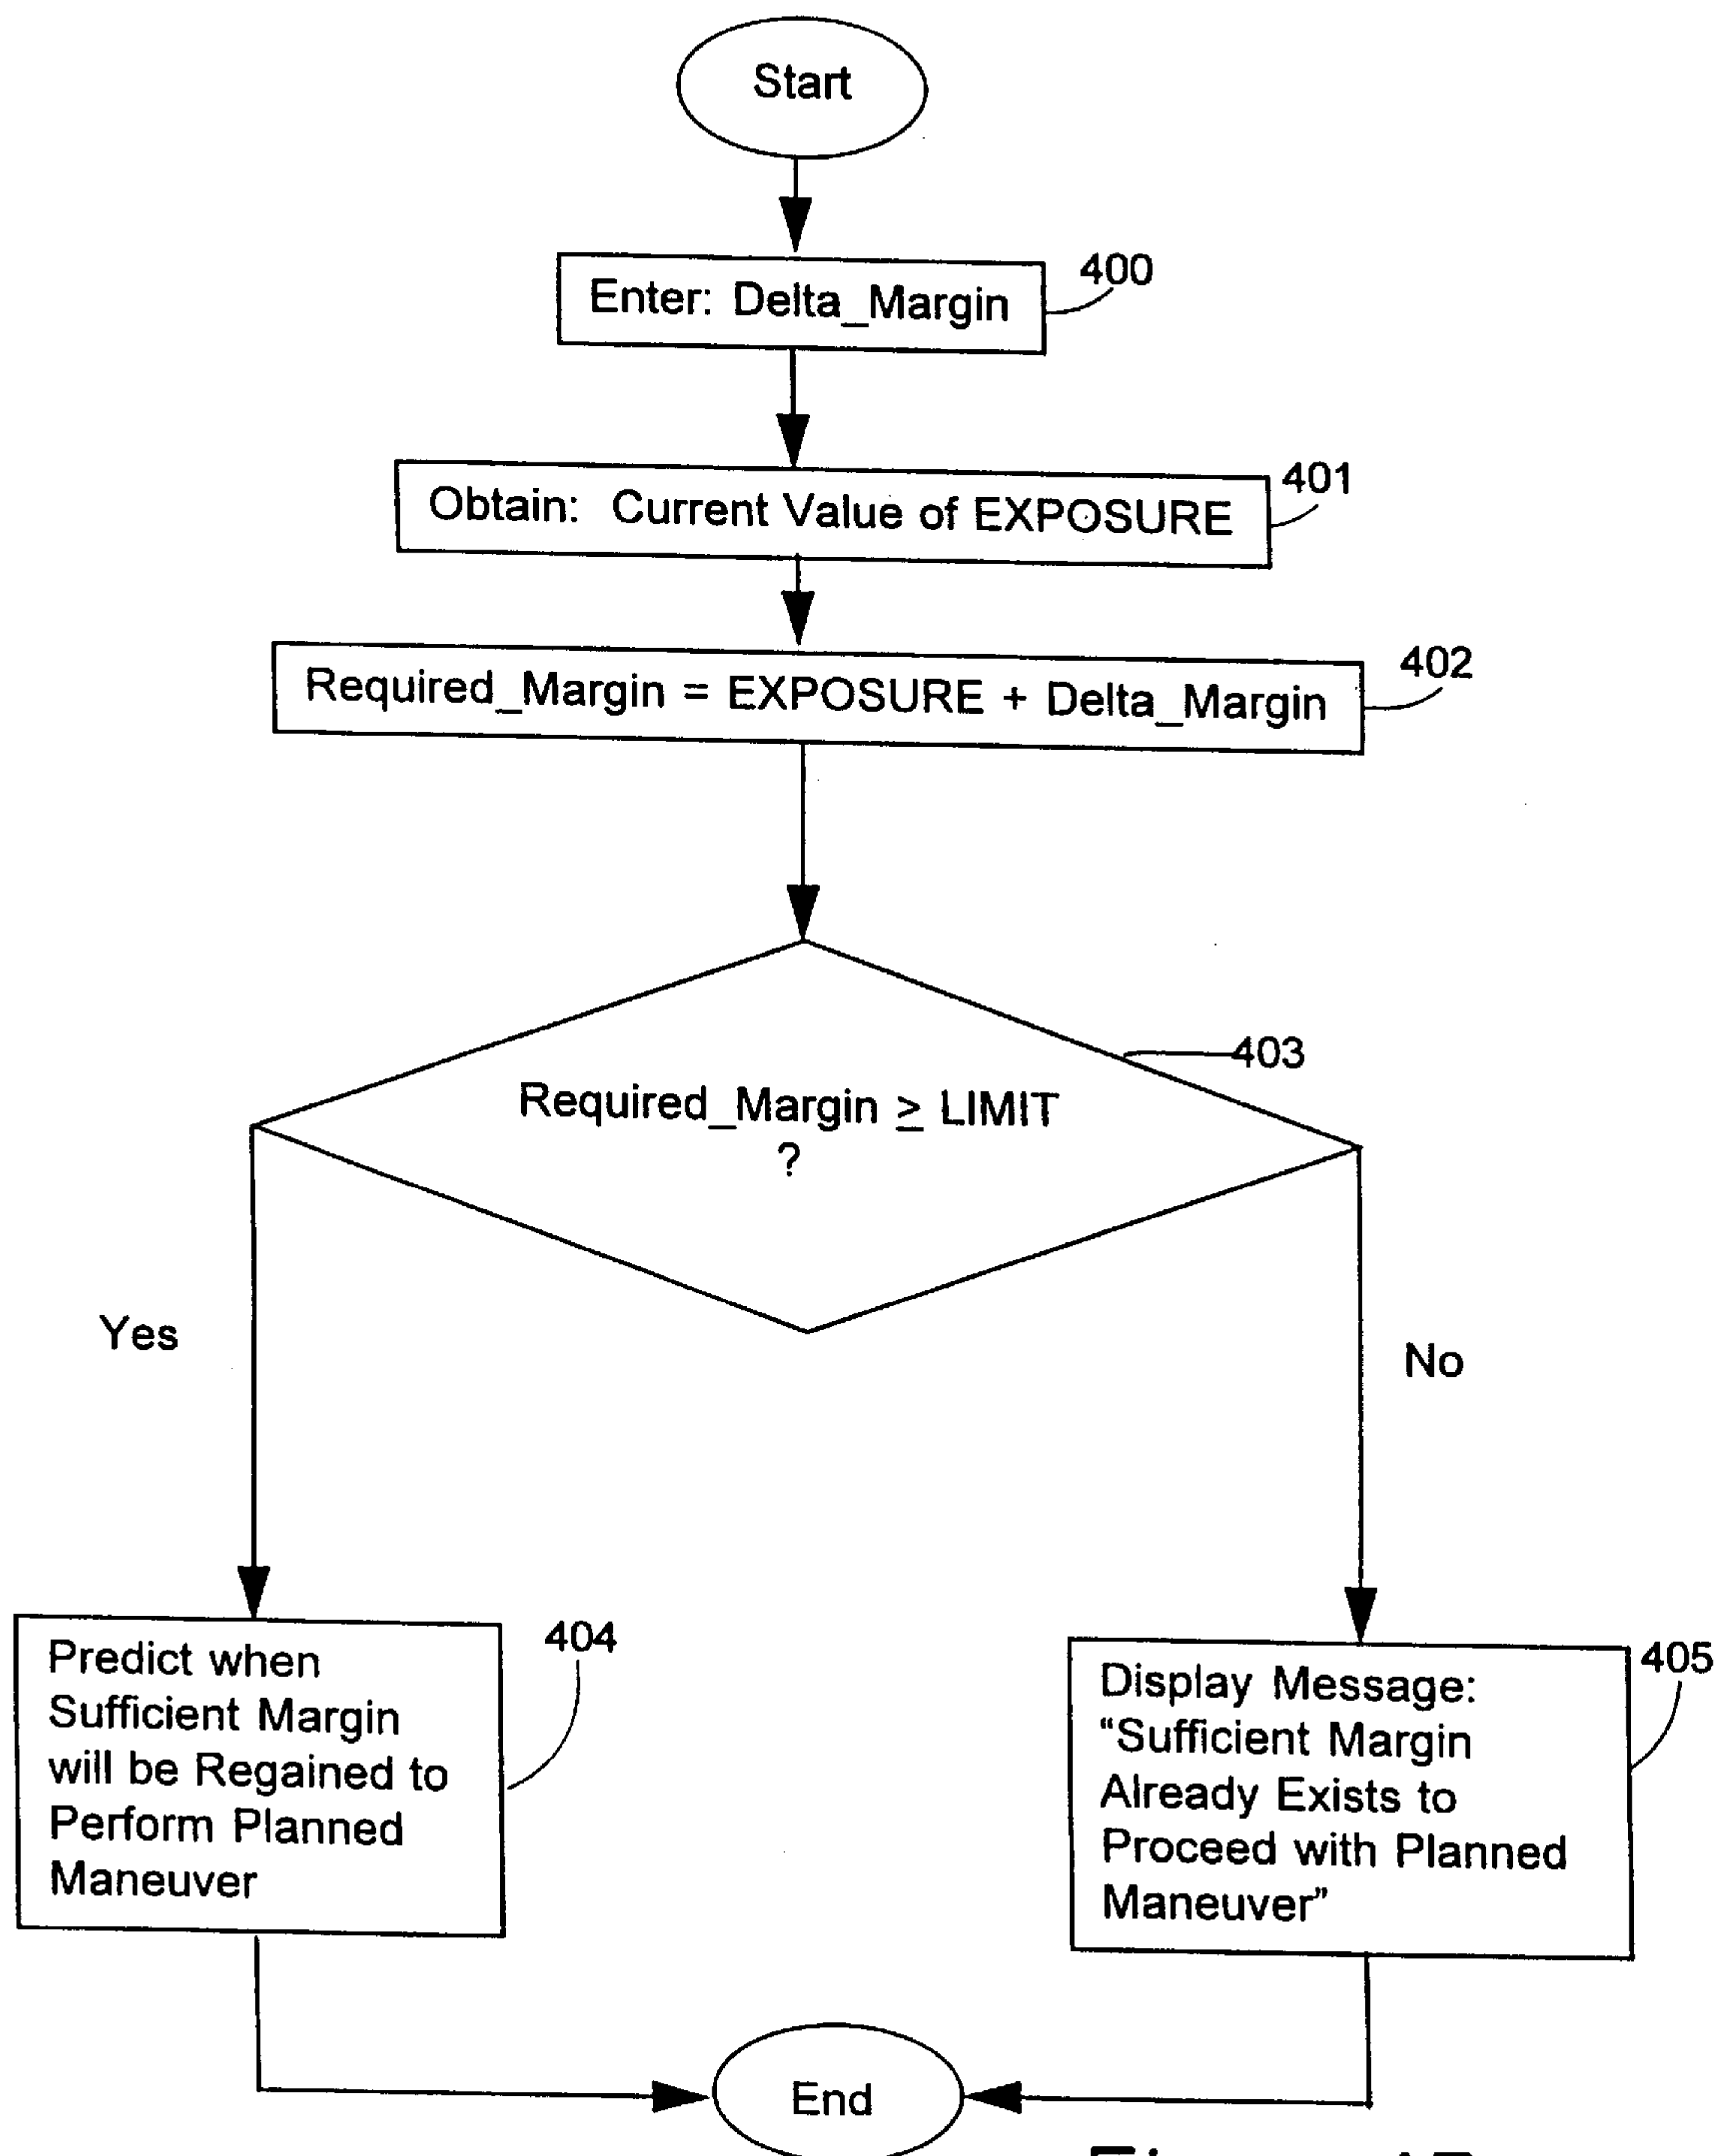 Start
Enter: Delta_Margin
400
Obtain: Current Value of EXPOSURE
401
Required_Margin = EXPOSURE + Delta_Margin
402
Required_Margin ≥ LIMIT
?
403
Yes
No
Predict when
Sufficient Margin
will be Regained to
Perform Planned
Maneuver
404
Display Message:
“Sufficient Margin
Already Exists to
Proceed with Planned
Maneuver”
405
End